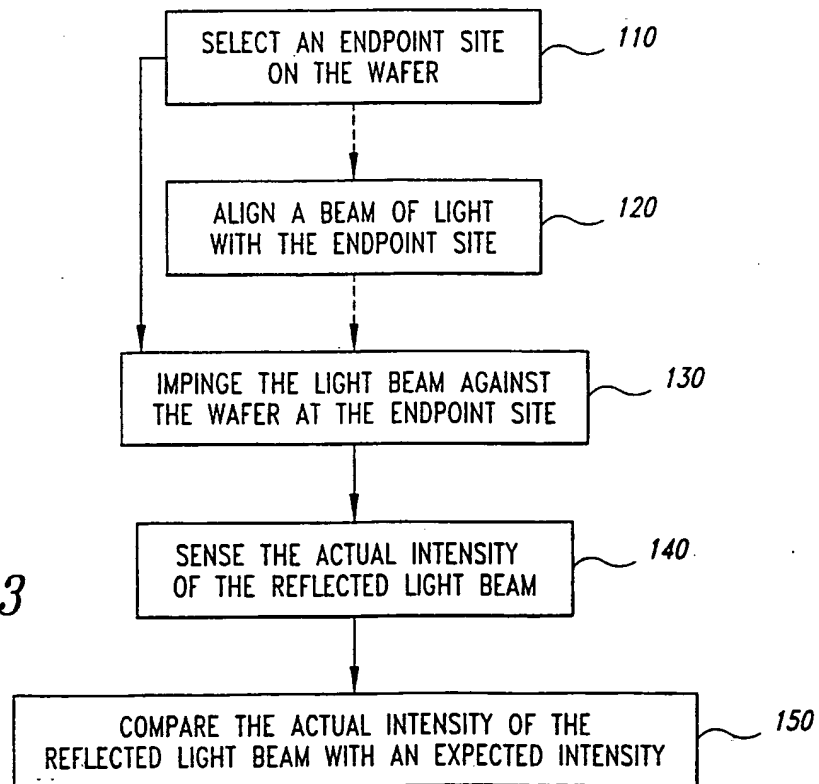 SELECT AN ENDPOINT SITE
ON THE WAFER
110
ALIGN A BEAM OF LIGHT
WITH THE ENDPOINT SITE
120
IMPINGE THE LIGHT BEAM AGAINST
THE WAFER AT THE ENDPOINT SITE
130
SENSE THE ACTUAL INTENSITY
OF THE REFLECTED LIGHT BEAM
140
3
COMPARE THE ACTUAL INTENSITY OF THE
REFLECTED LIGHT BEAM WITH AN EXPECTED INTENSITY
150